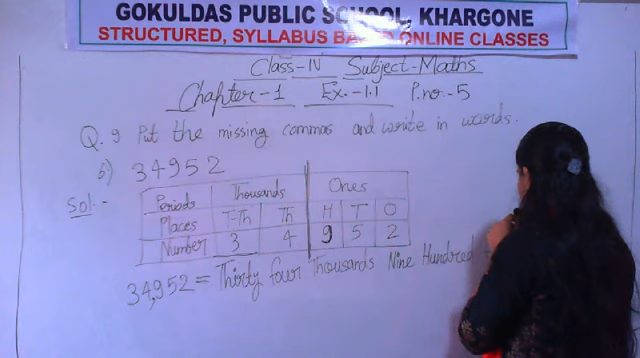 GOKULDAS PUBLIC SCHOOL, KHARGONE
STRUCTURED, SYLLABUS BASED ONLINE CLASSES
Class-IV Subject-Maths
Chapter-1 Ex.-1.1 P.no.-5
Q. 9 Put the missing commas and write in words.
b) 34952
Sol:-
Periods Thousands Ones
Places T-Th Th H T O
Number 3 4 9 5 2
34,952 = Thirty four Thousands Nine Hundred